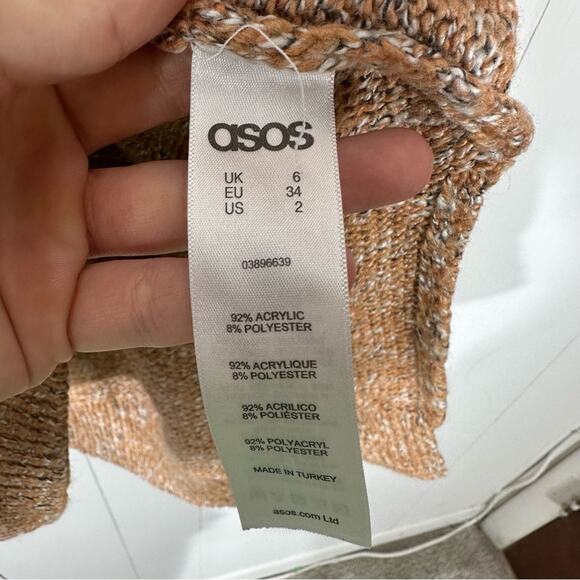 asos
UK 6
EU 34
US 2
03896639
92% ACRYLIC
8% POLYESTER
92% ACRYLIQUE
8% POLYESTER
92% ACRILICO
8% POLIÉSTER
92% POLYACRYL
8% POLYESTER
MADE IN TURKEY
asos.com Ltd